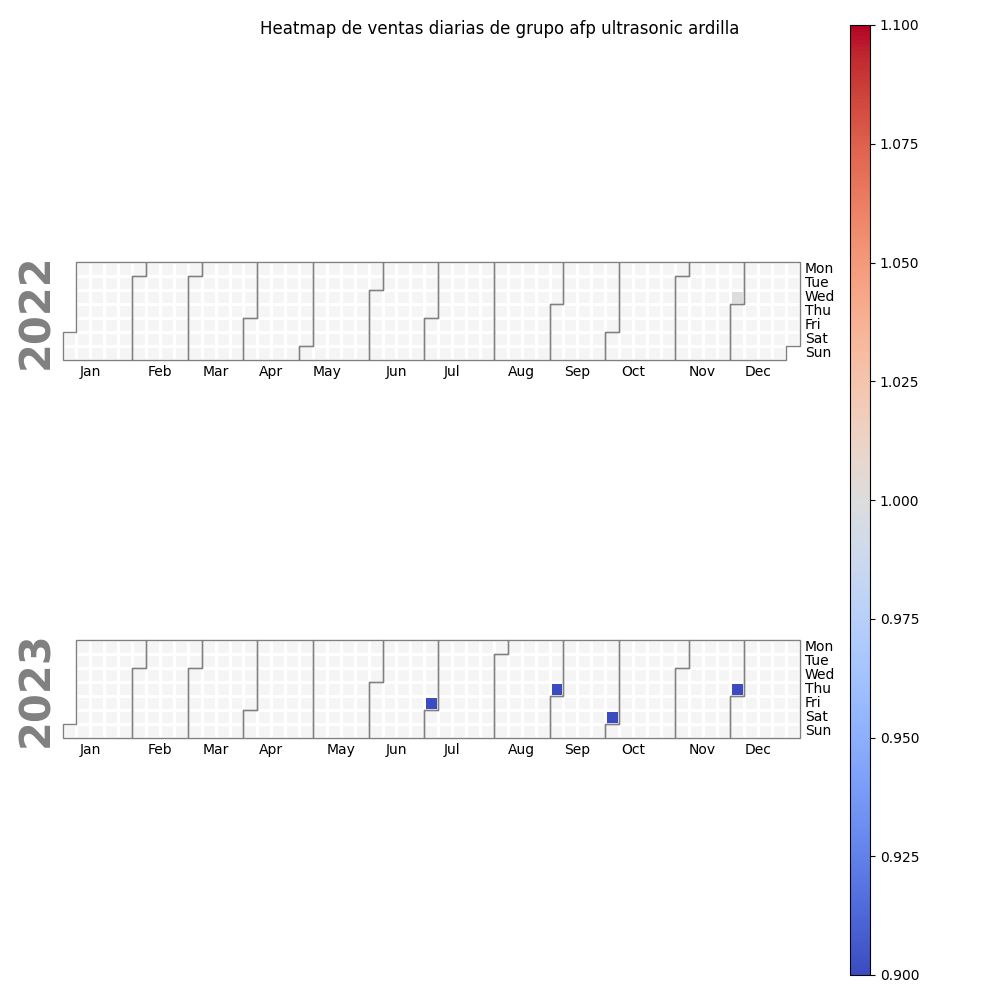 Heatmap de ventas diarias de grupo afp ultrasonic ardilla
2022
Mon
Tue
Wed
Thu
Fri
Sat
Sun
Jan Feb Mar Apr May Jun Jul Aug Sep Oct Nov Dec
2023
Mon
Tue
Wed
Thu
Fri
Sat
Sun
Jan Feb Mar Apr May Jun Jul Aug Sep Oct Nov Dec
1.100
1.075
1.050
1.025
1.000
0.975
0.950
0.925
0.900